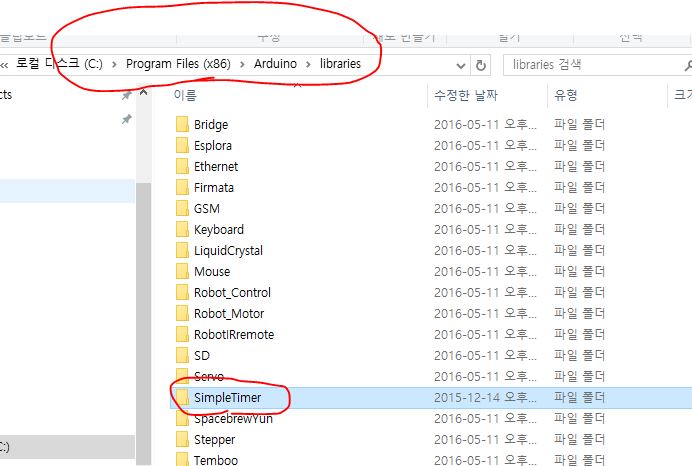 클립보드 구성 새로 만들기 열기 선택
« 로컬 디스크 (C:) > Program Files (x86) > Arduino > libraries libraries 검색
cts 이름 수정한 날짜 유형 크기
Bridge 2016-05-11 오후... 파일 폴더
Esplora 2016-05-11 오후... 파일 폴더
Ethernet 2016-05-11 오후... 파일 폴더
Firmata 2016-05-11 오후... 파일 폴더
GSM 2016-05-11 오후... 파일 폴더
Keyboard 2016-05-11 오후... 파일 폴더
LiquidCrystal 2016-05-11 오후... 파일 폴더
Mouse 2016-05-11 오후... 파일 폴더
Robot_Control 2016-05-11 오후... 파일 폴더
Robot_Motor 2016-05-11 오후... 파일 폴더
RobotIRremote 2016-05-11 오후... 파일 폴더
SD 2016-05-11 오후... 파일 폴더
Servo 2016-05-11 오후... 파일 폴더
SimpleTimer 2015-12-14 오후... 파일 폴더
SpacebrewYun 2016-05-11 오후... 파일 폴더
C:) Stepper 2016-05-11 오후... 파일 폴더
Temboo 2016-05-11 오후... 파일 폴더